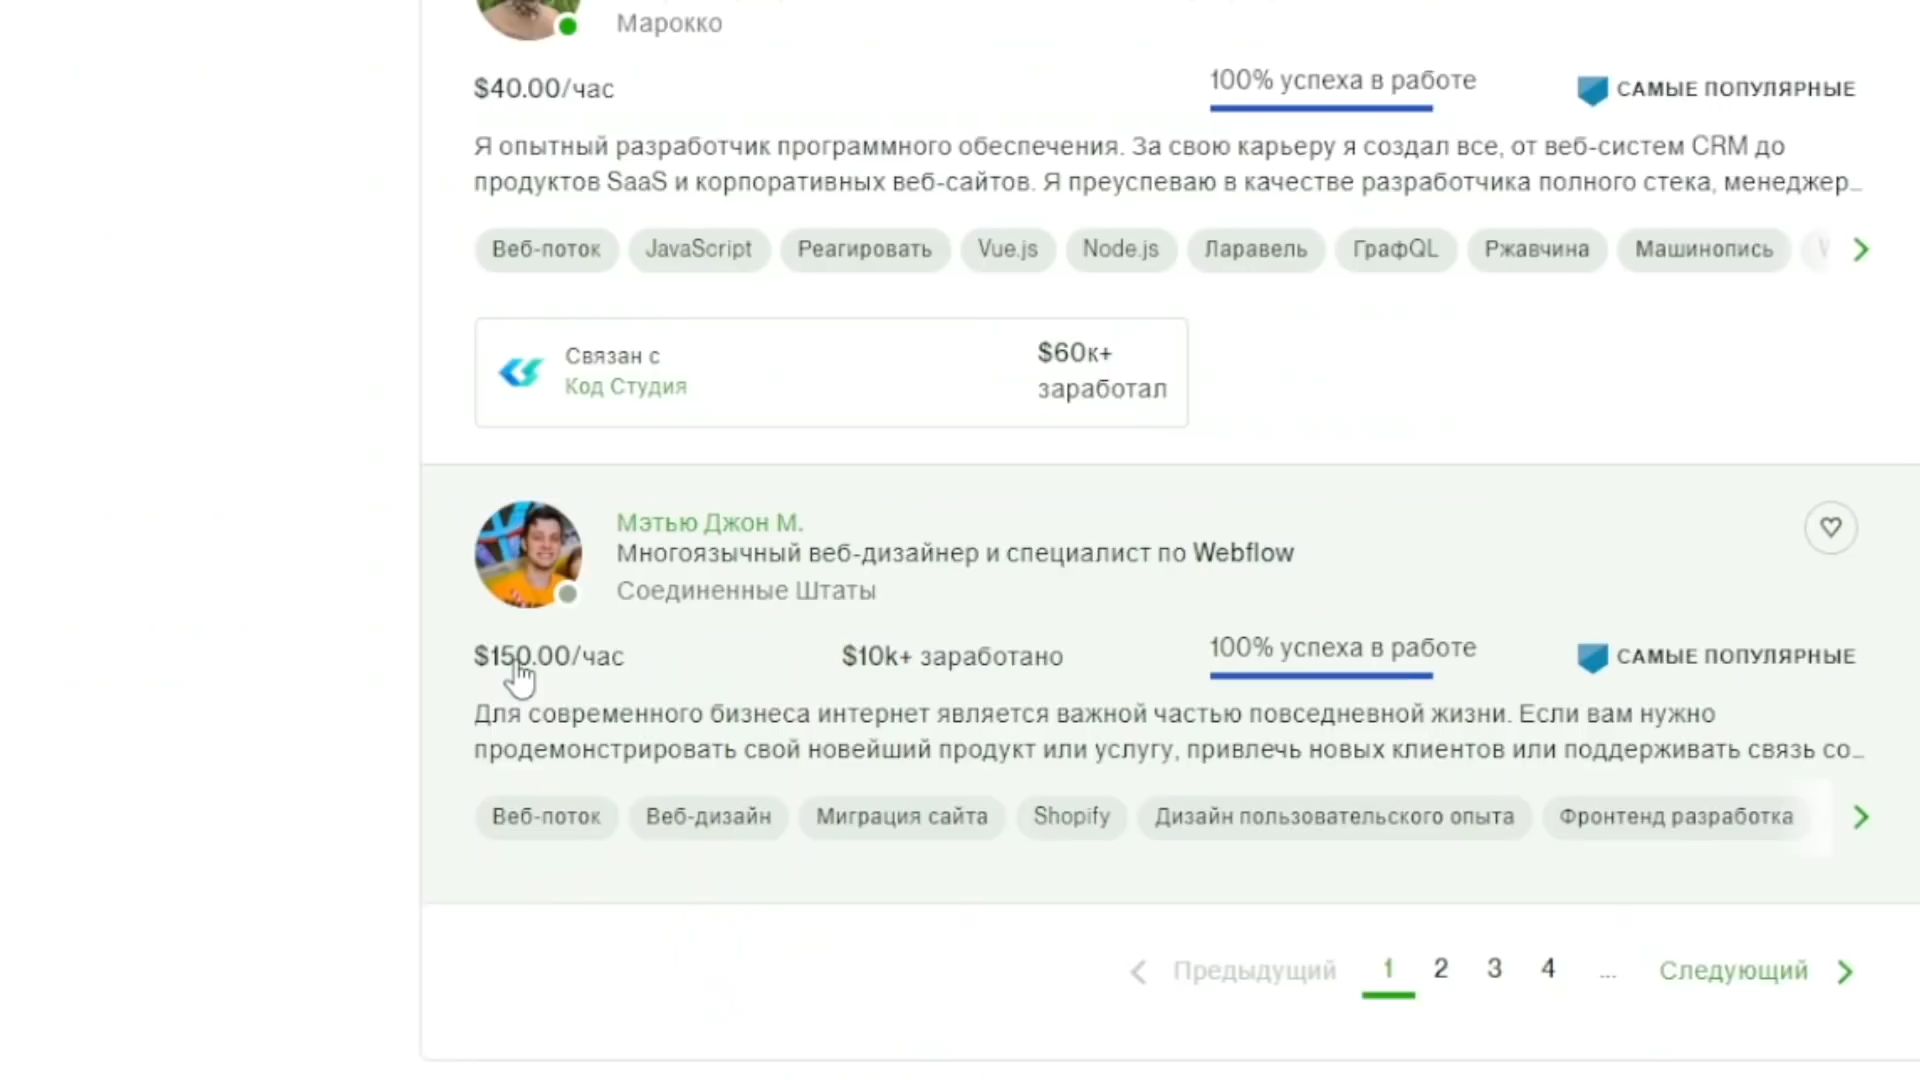 Марокко
$40.00/час
100% успеха в работе
САМЫЕ ПОПУЛЯРНЫЕ
Я опытный разработчик программного обеспечения. За свою карьеру я создал все, от веб-систем CRM до
продуктов SaaS и корпоративных веб-сайтов. Я преуспеваю в качестве разработчика полного стека, менеджер...
Веб-поток JavaScript Реагировать Vue.js Node.js Ларавель ГрафQL Ржавчина Машинопись
Связан с
Код Студия
$60к+
заработал
Мэтью Джон М.
Многоязычный веб-дизайнер и специалист по Webflow
Соединенные Штаты
$150.00/час
$10k+ заработано
100% успеха в работе
САМЫЕ ПОПУЛЯРНЫЕ
Для современного бизнеса интернет является важной частью повседневной жизни. Если вам нужно
продемонстрировать свой новейший продукт или услугу, привлечь новых клиентов или поддерживать связь со...
Веб-поток Веб-дизайн Миграция сайта Shopify Дизайн пользовательского опыта Фронтенд разработка
Предыдущий 1 2 3 4 ... Следующий